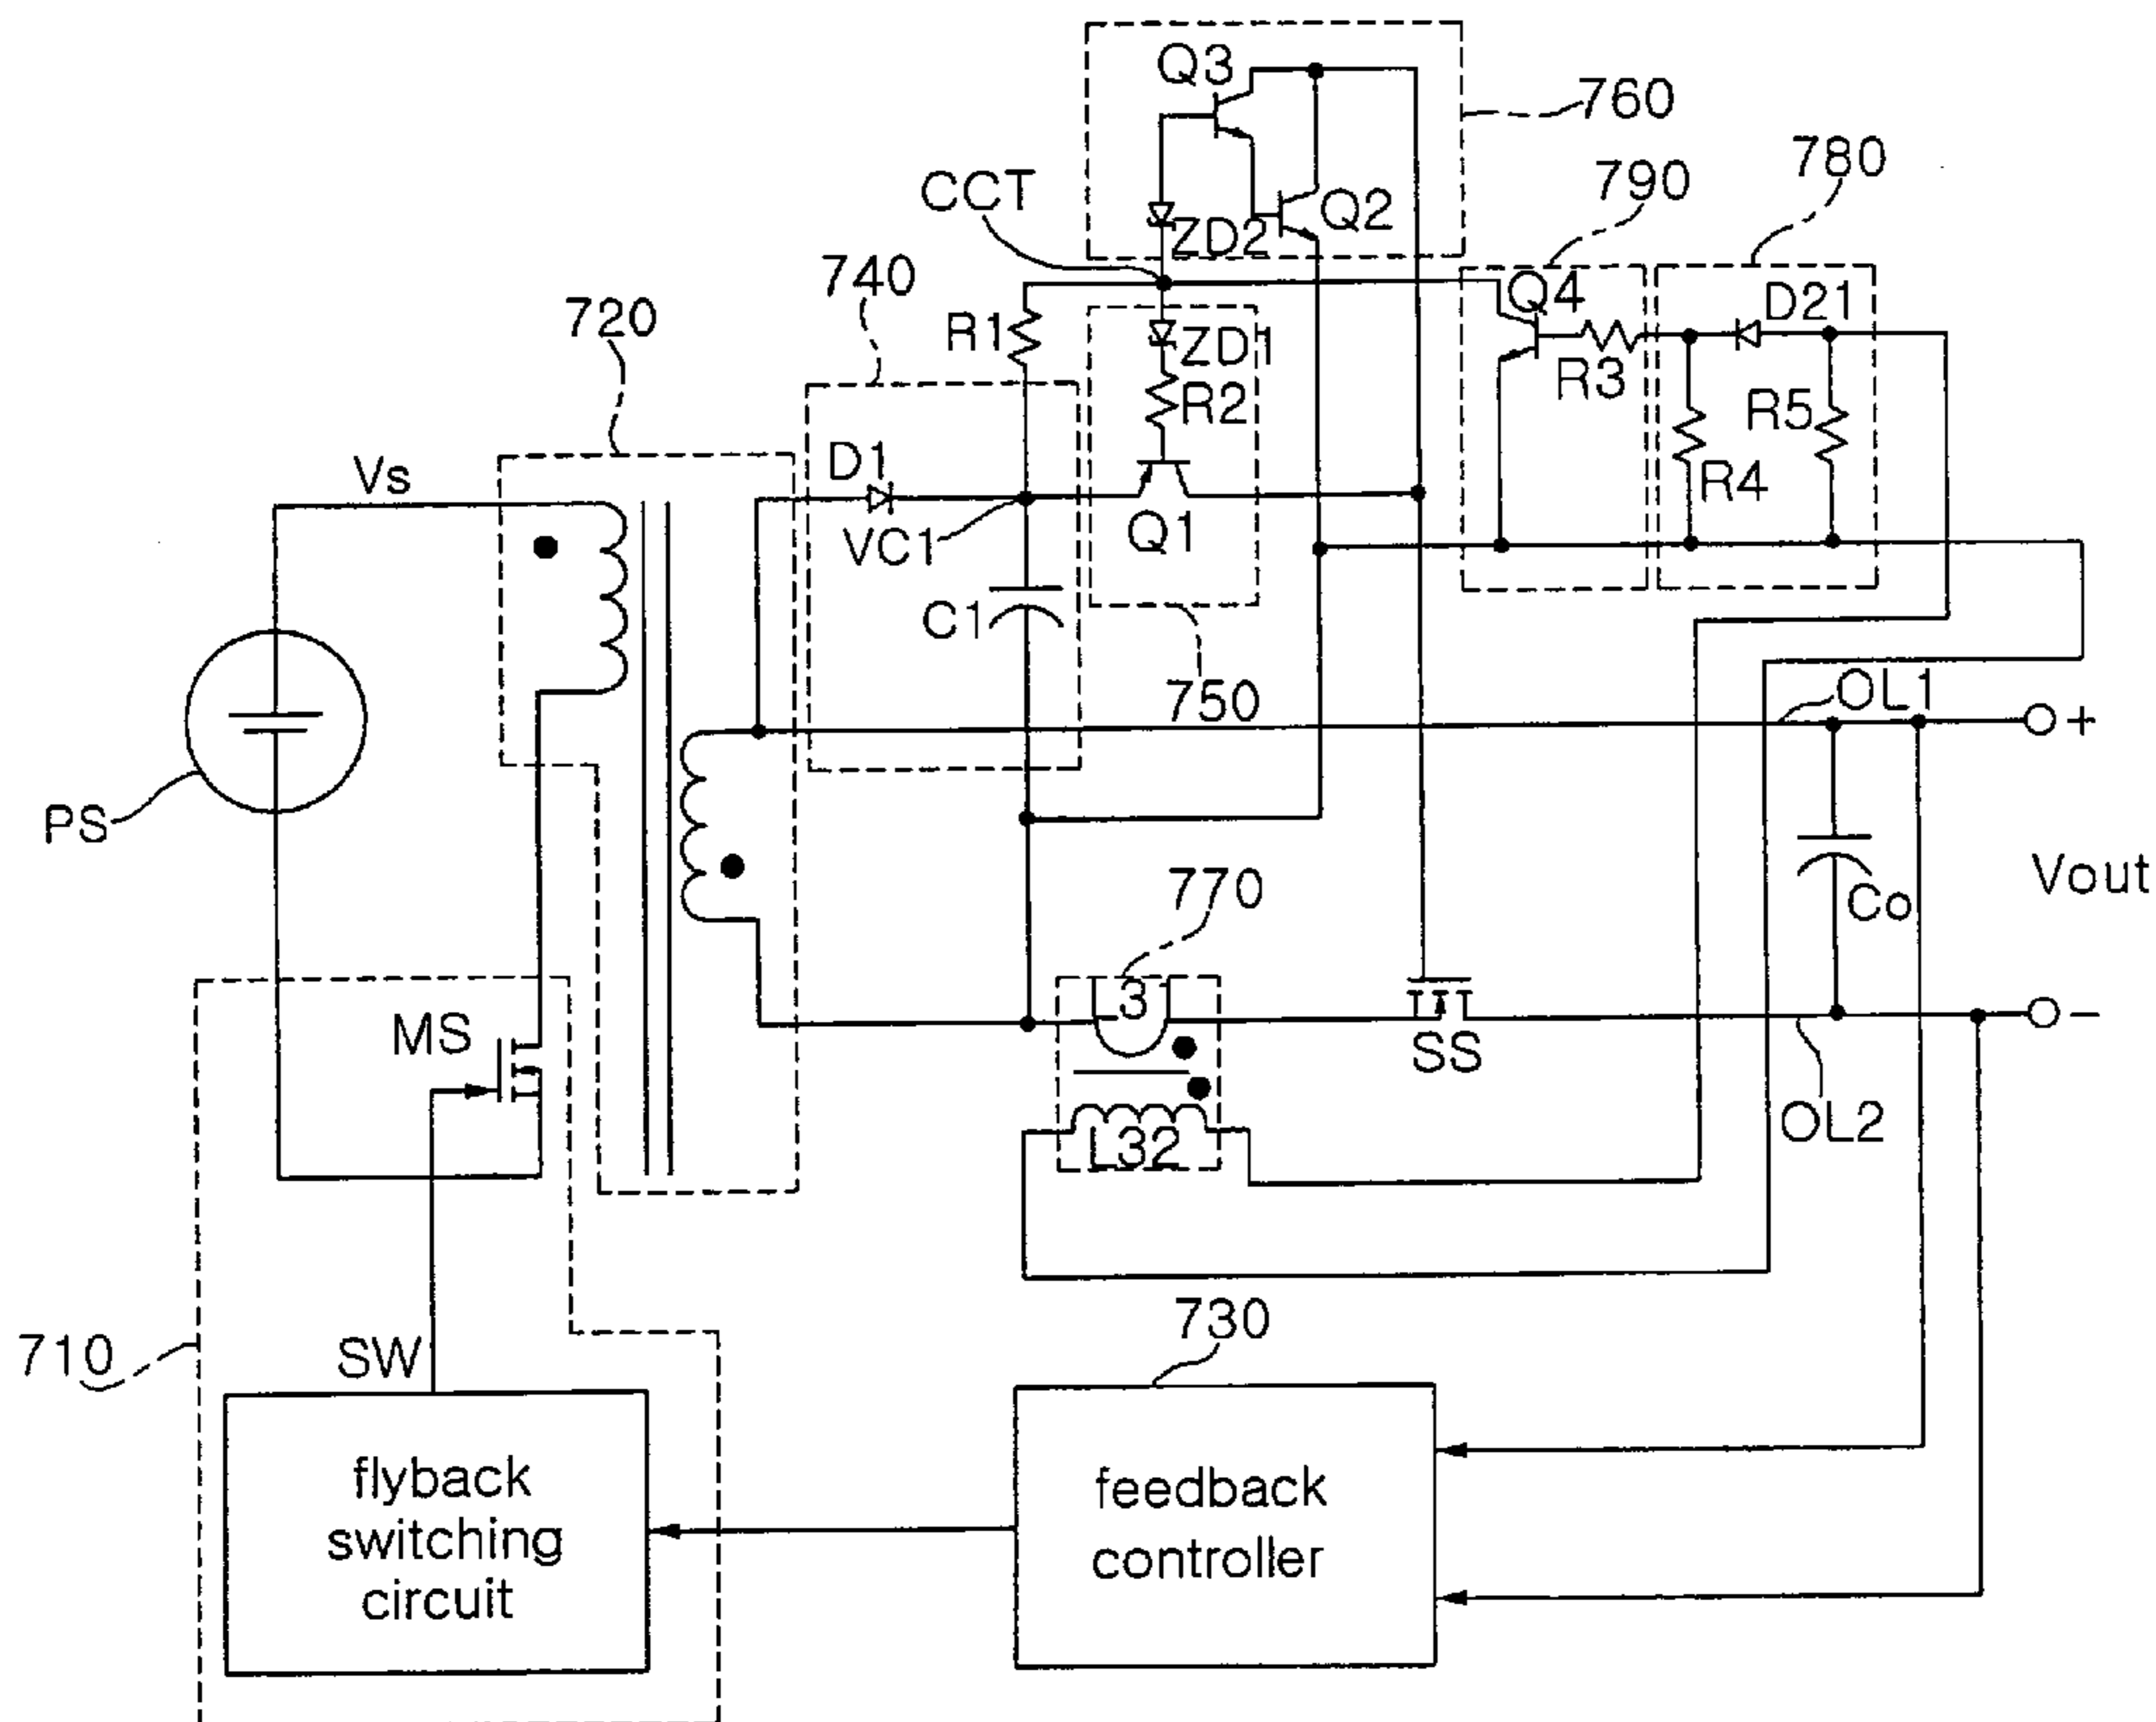 Q3
760
780
790
CCT
Q2
ZD2
740
Q4
D21
720
R1
ZD1
R3
R2
R5
D1
R4
Vs
VC1
Q1
C1
750
OL1
+
PS
770
Co
Vout
L3
MS
SS
−
L32
OL2
730
710
SW
flyback
switching
circuit
feedback
controller